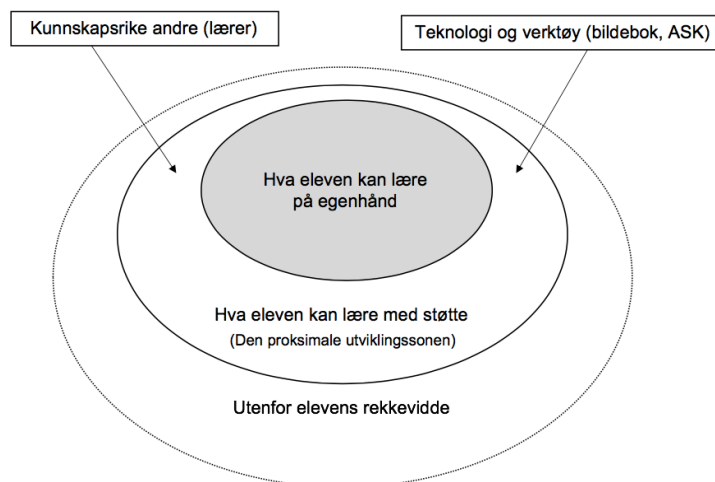 Kunnskapsrike andre (lærer)
Teknologi og verktøy (bildebok, ASK)
Hva eleven kan lære
på egenhånd
Hva eleven kan lære med støtte
(Den proksimale utviklingssonen)
Utenfor elevens rekkevidde